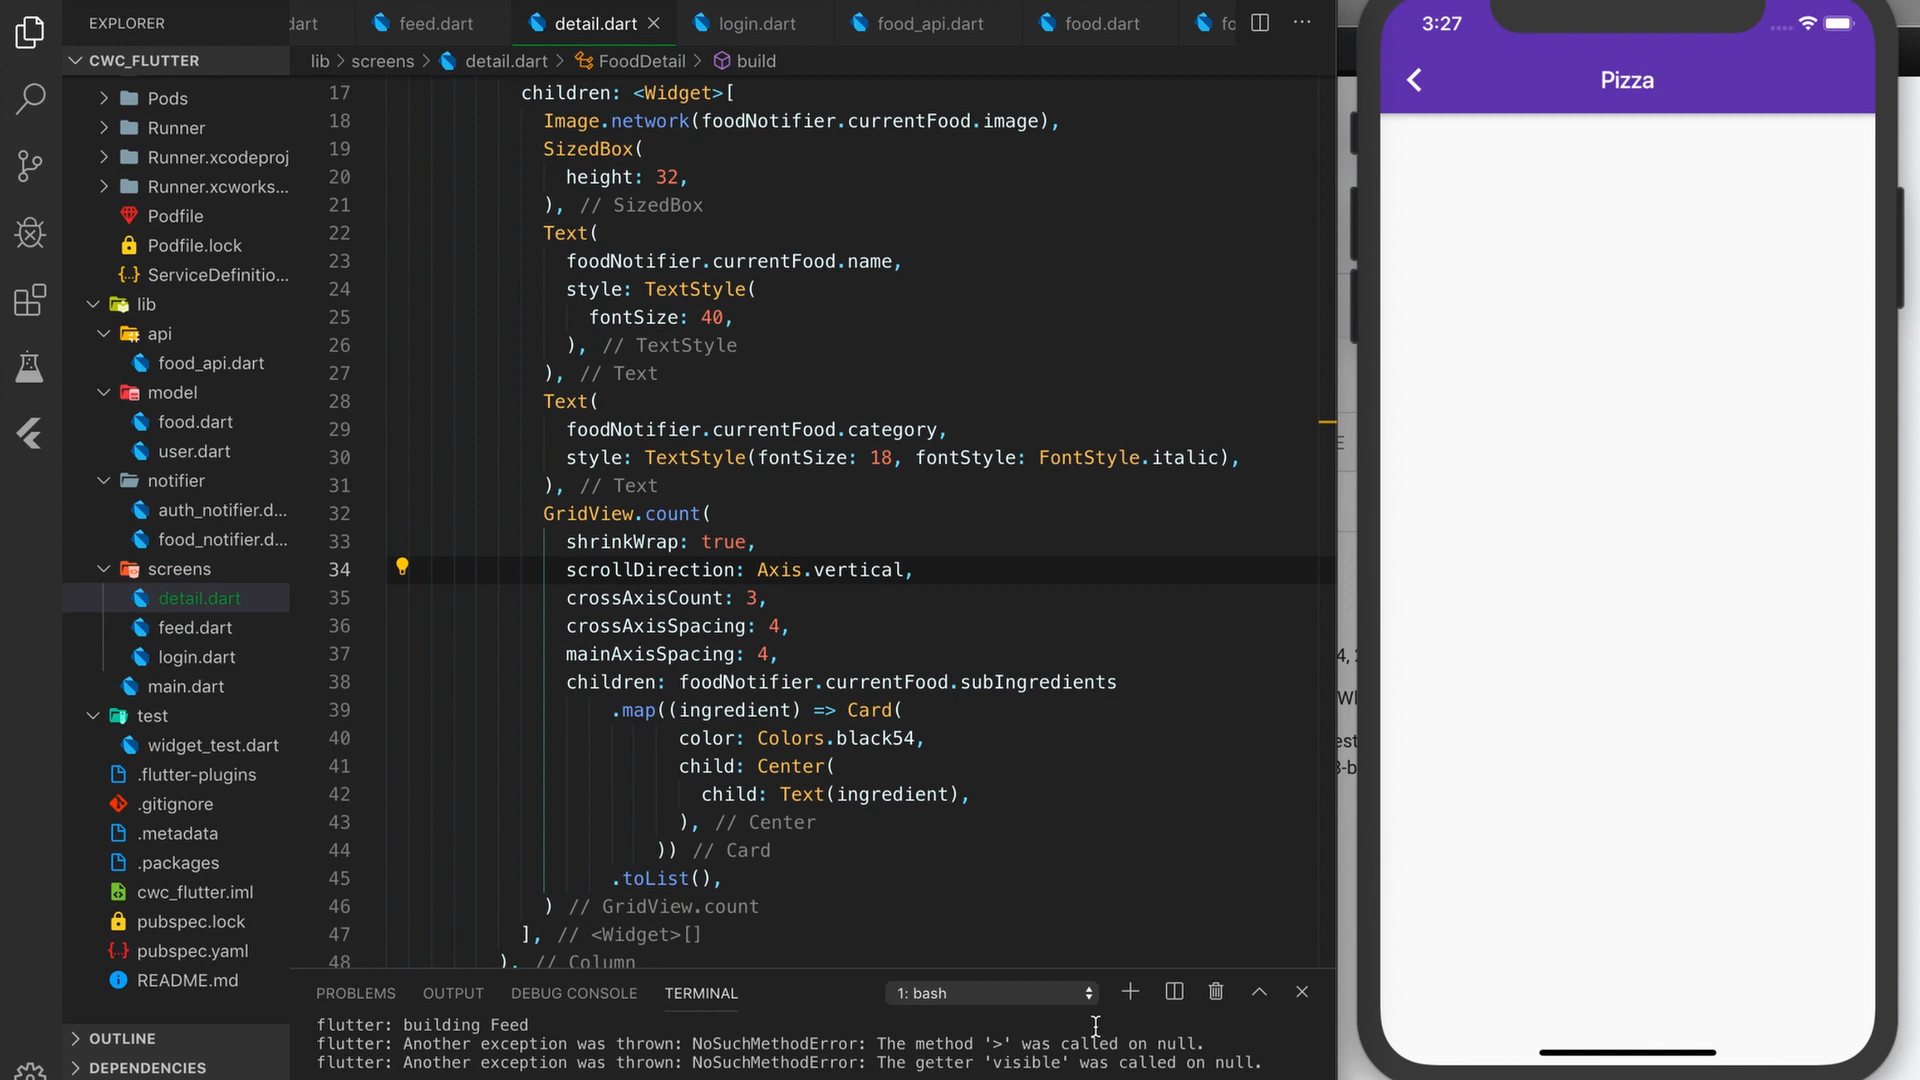 EXPLORER
CWC_FLUTTER
Pods
Runner
Runner.xcodeproj
Runner.xcworks...
Podfile
Podfile.lock
ServiceDefinitio...
lib
api
food_api.dart
model
food.dart
user.dart
notifier
auth_notifier.d...
food_notifier.d...
screens
detail.dart
feed.dart
login.dart
main.dart
test
widget_test.dart
.flutter-plugins
.gitignore
.metadata
.packages
cwc_flutter.iml
pubspec.lock
pubspec.yaml
README.md
OUTLINE
DEPENDENCIES
dart feed.dart detail.dart login.dart food_api.dart food.dart fo
lib > screens > detail.dart > FoodDetail > build
17 children: <Widget>[
18 Image.network(foodNotifier.currentFood.image),
19 SizedBox(
20 height: 32,
21 ), // SizedBox
22 Text(
23 foodNotifier.currentFood.name,
24 style: TextStyle(
25 fontSize: 40,
26 ), // TextStyle
27 ), // Text
28 Text(
29 foodNotifier.currentFood.category,
30 style: TextStyle(fontSize: 18, fontStyle: FontStyle.italic),
31 ), // Text
32 GridView.count(
33 shrinkWrap: true,
34 scrollDirection: Axis.vertical,
35 crossAxisCount: 3,
36 crossAxisSpacing: 4,
37 mainAxisSpacing: 4,
38 children: foodNotifier.currentFood.subIngredients
39 .map((ingredient) => Card(
40 color: Colors.black54,
41 child: Center(
42 child: Text(ingredient),
43 ), // Center
44 )) // Card
45 .toList(),
46 ) // GridView.count
47 ], // <Widget>[]
48 ), // Column
PROBLEMS OUTPUT DEBUG CONSOLE TERMINAL 1: bash
flutter: building Feed
flutter: Another exception was thrown: NoSuchMethodError: The method '>' was called on null.
flutter: Another exception was thrown: NoSuchMethodError: The getter 'visible' was called on null.
3:27
Pizza